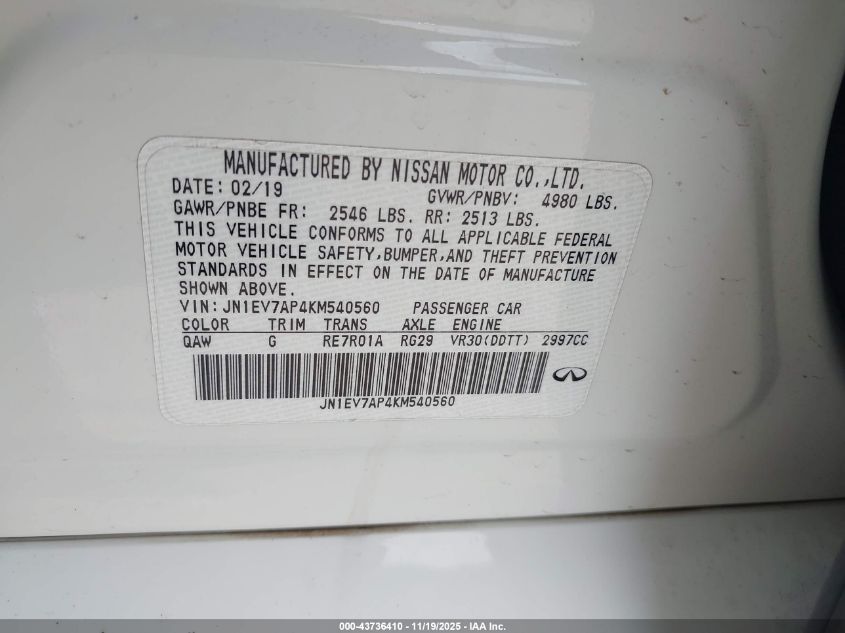 MANUFACTURED BY NISSAN MOTOR CO.,LTD.
DATE: 02/19 GVWR/PNBV: 4980 LBS.
GAWR/PNBE FR: 2546 LBS. RR: 2513 LBS.
THIS VEHICLE CONFORMS TO ALL APPLICABLE FEDERAL
MOTOR VEHICLE SAFETY,BUMPER,AND THEFT PREVENTION
STANDARDS IN EFFECT ON THE DATE OF MANUFACTURE
SHOWN ABOVE.
VIN: JN1EV7AP4KM540560 PASSENGER CAR
COLOR TRIM TRANS AXLE ENGINE
QAW G RE7R01A RG29 VR30(DDTT) 2997CC
JN1EV7AP4KM540560
000-43736410 - 11/19/2025 - IAA Inc.